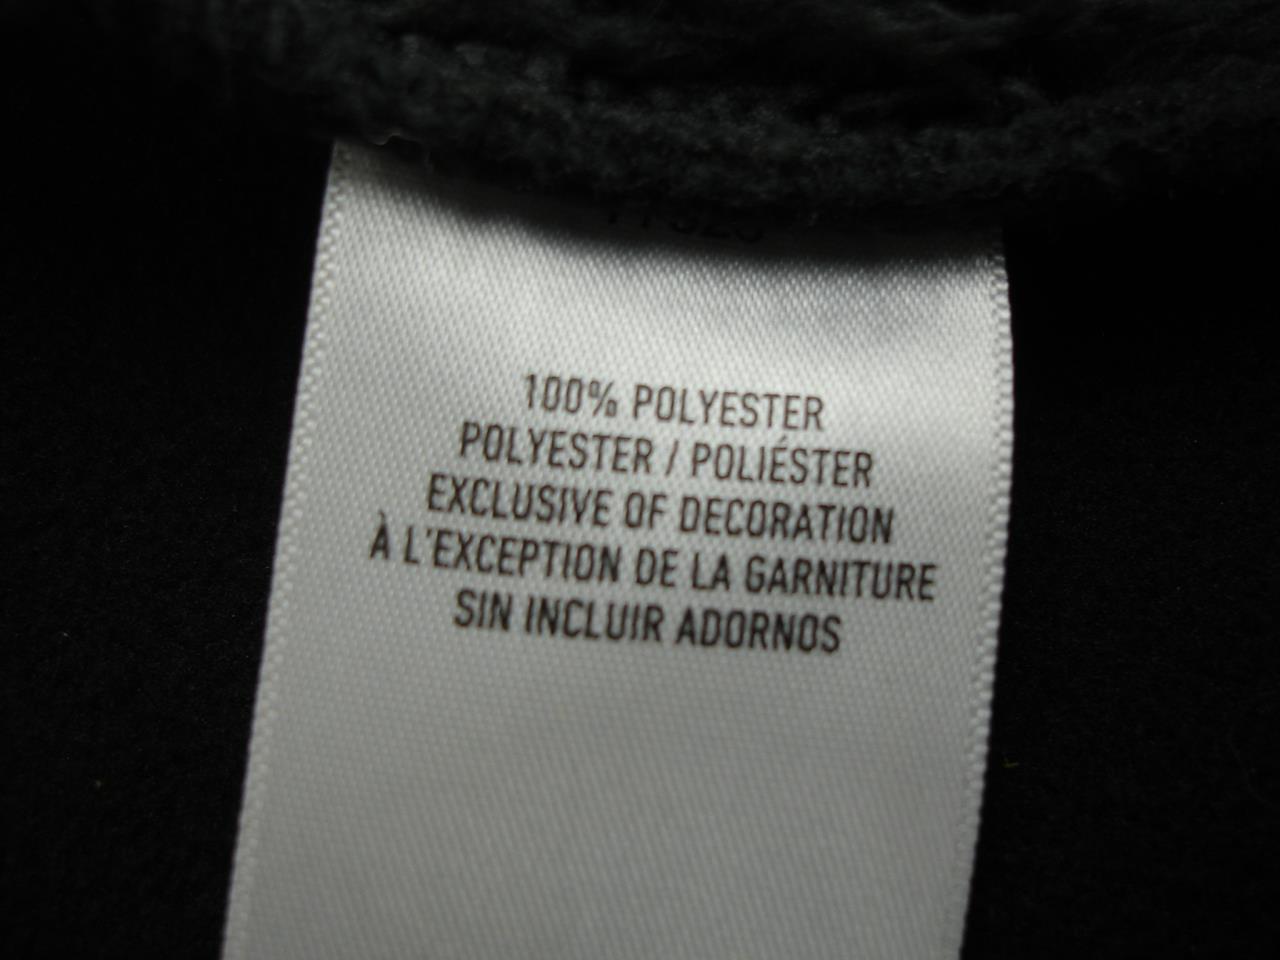 100% POLYESTER
POLYESTER / POLIÉSTER
EXCLUSIVE OF DECORATION
À L'EXCEPTION DE LA GARNITURE
SIN INCLUIR ADORNOS